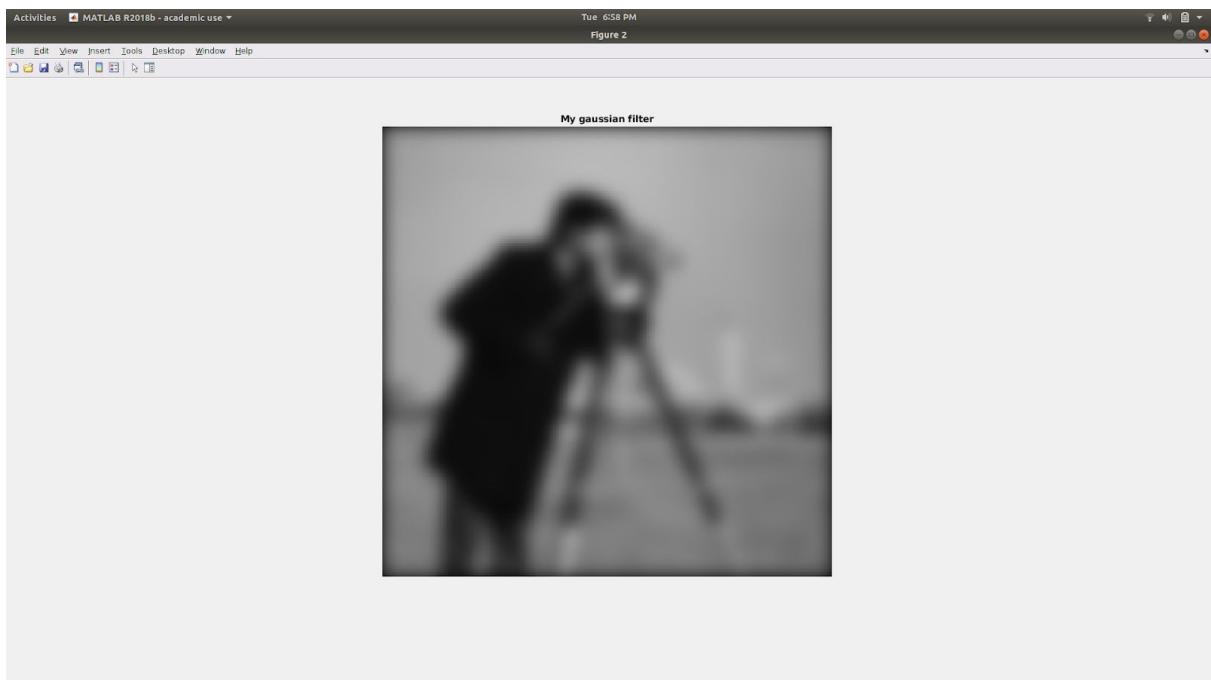 Activities MATLAB R2018b - academic use Tue 6:58 PM
Figure 2
File Edit View Insert Tools Desktop Window Help
My gaussian filter